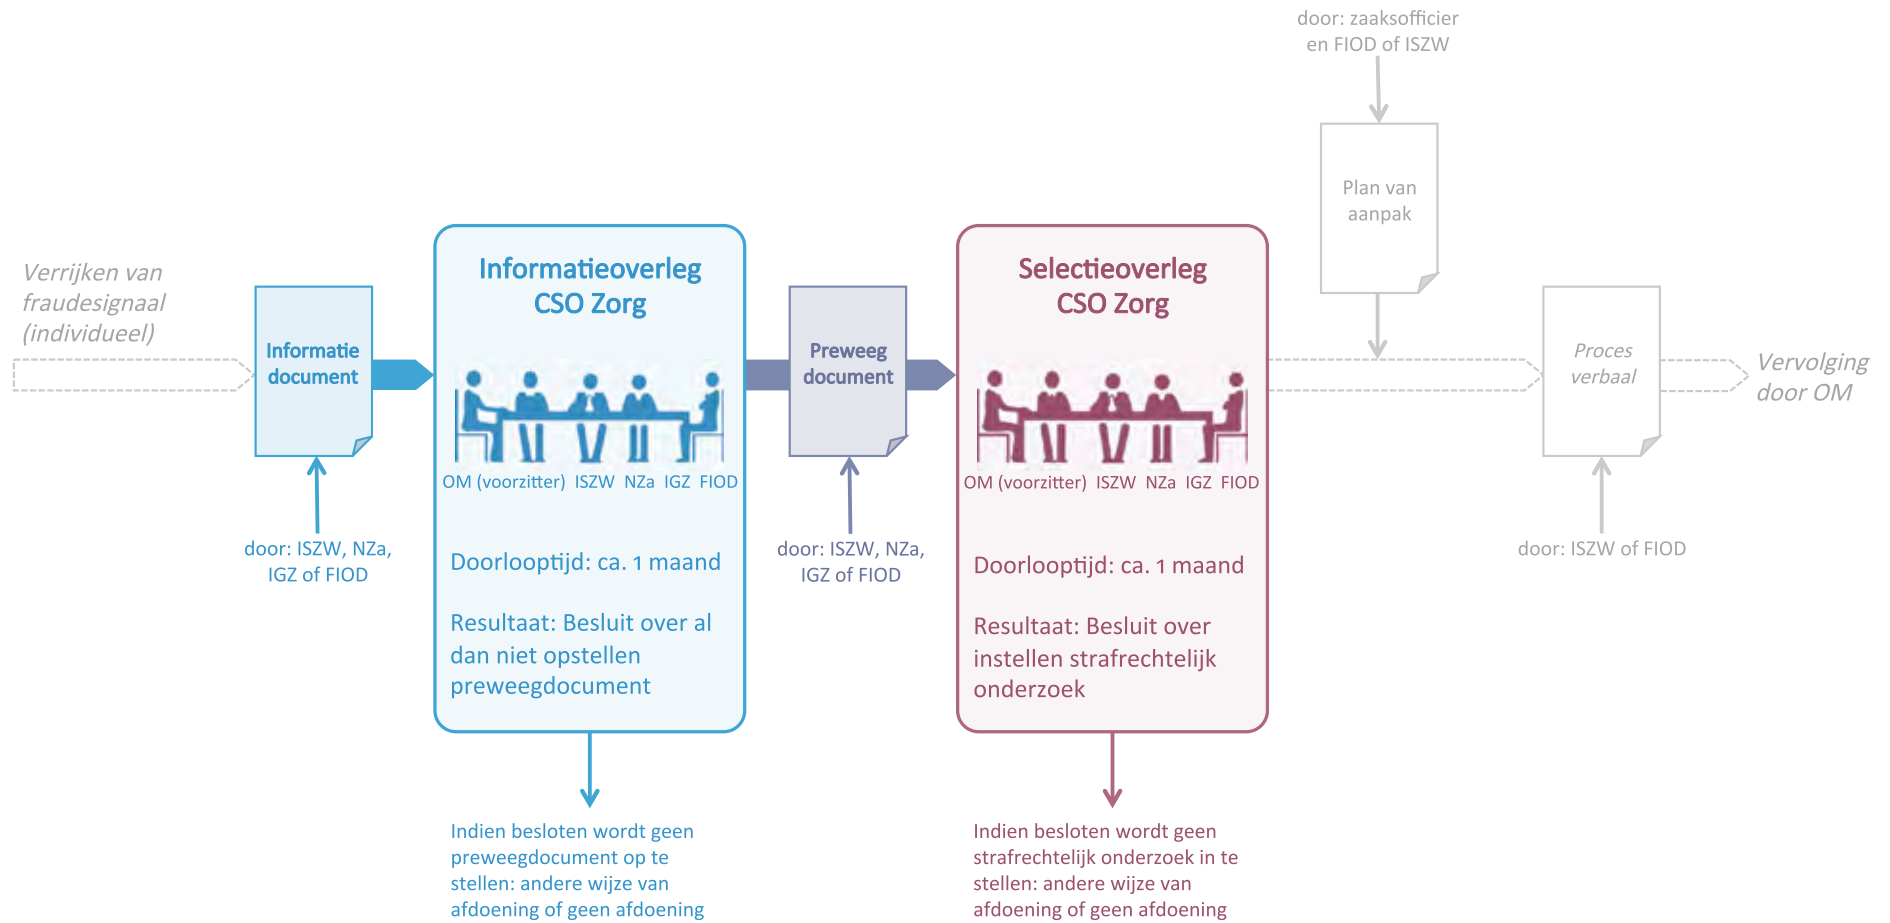 Verrijken van
fraudesignaal
(individueel)
Informatie
document
door: ISZW, NZa,
IGZ of FIOD
Informatieoverleg
CSO Zorg
OM (voorzitter) ISZW NZa IGZ FIOD
Doorlooptijd: ca. 1 maand
Resultaat: Besluit over al
dan niet opstellen
preweegdocument
Indien besloten wordt geen
preweegdocument op te
stellen: andere wijze van
afdoening of geen afdoening
Preweeg
document
door: ISZW, NZa,
IGZ of FIOD
Selectieoverleg
CSO Zorg
OM (voorzitter) ISZW NZa IGZ FIOD
Doorlooptijd: ca. 1 maand
Resultaat: Besluit over
instellen strafrechtelijk
onderzoek
Indien besloten wordt geen
strafrechtelijk onderzoek in te
stellen: andere wijze van
afdoening of geen afdoening
door: zaaksofficier
en FIOD of ISZW
Plan van
aanpak
Proces
verbaal
door: ISZW of FIOD
Vervolging
door OM